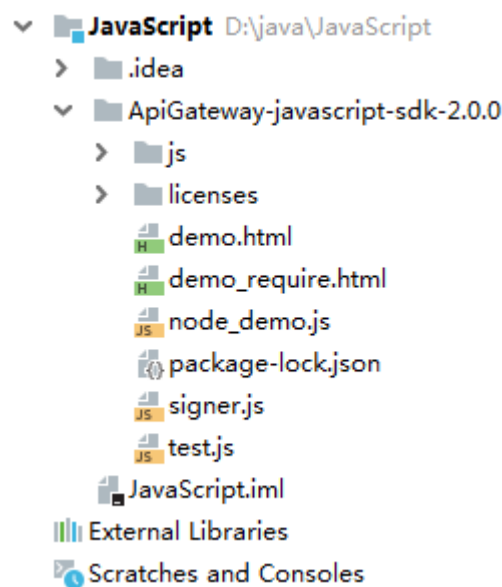 JavaScript D:\java\JavaScript
.idea
ApiGateway-javascript-sdk-2.0.0
js
licenses
demo.html
demo_require.html
node_demo.js
package-lock.json
signer.js
test.js
JavaScript.iml
External Libraries
Scratches and Consoles